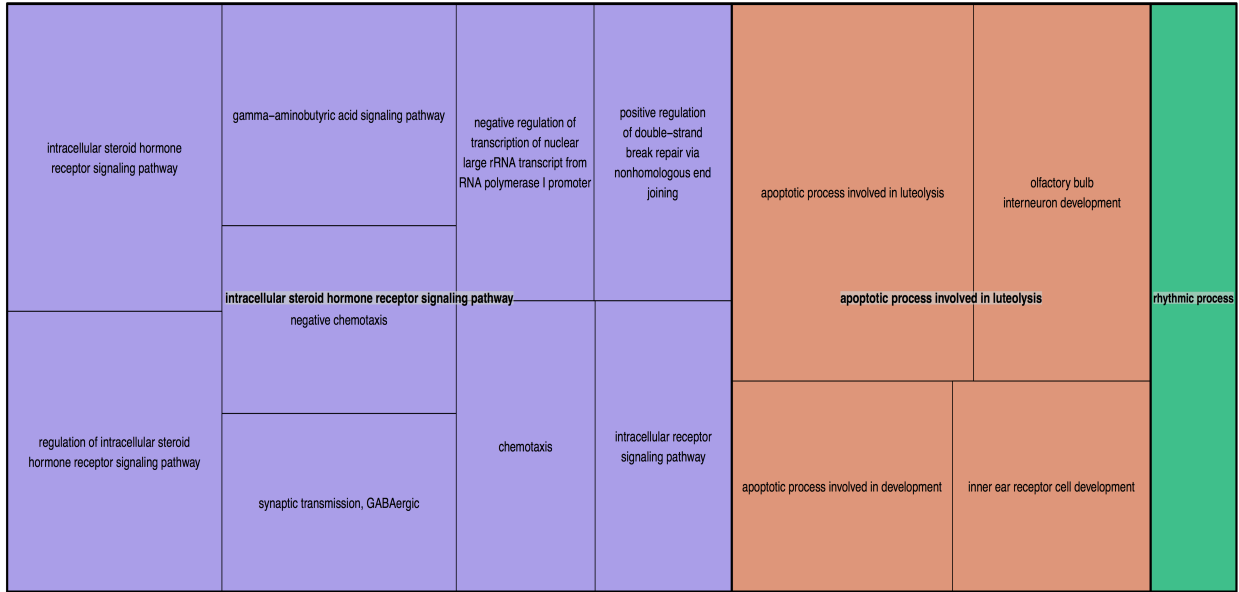 intracellular steroid hormone
receptor signaling pathway
regulation of intracellular steroid
hormone receptor signaling pathway
gamma−aminobutyric acid signaling pathway
intracellular steroid hormone receptor signaling pathway
negative chemotaxis
synaptic transmission, GABAergic
negative regulation of
transcription of nuclear
large rRNA transcript from
RNA polymerase I promoter
positive regulation
of double−strand
break repair via
nonhomologous end
joining
chemotaxis
intracellular receptor
signaling pathway
apoptotic process involved in luteolysis
olfactory bulb
interneuron development
apoptotic process involved in luteolysis
apoptotic process involved in development
inner ear receptor cell development
rhythmic process